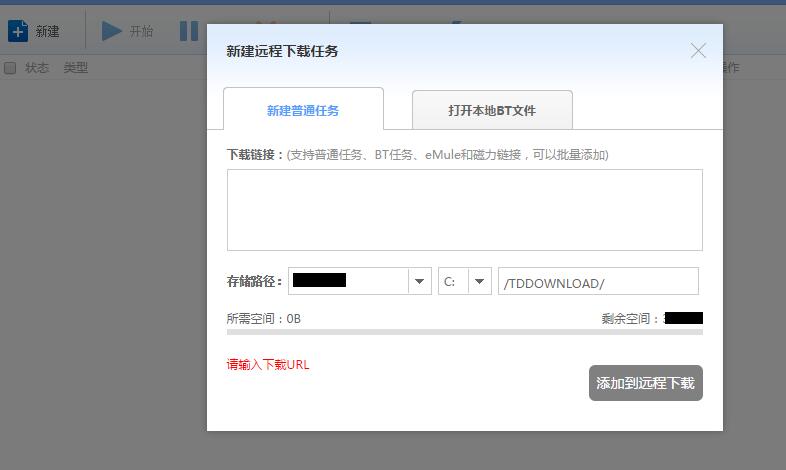 新建
开始
状态
类型
新建远程下载任务
新建普通任务
打开本地BT文件
下载链接：(支持普通任务、BT任务、eMule和磁力链接，可以批量添加)
存储路径：
C:
/TDDOWNLOAD/
所需空间：0B
剩余空间：
请输入下载URL
添加到远程下载